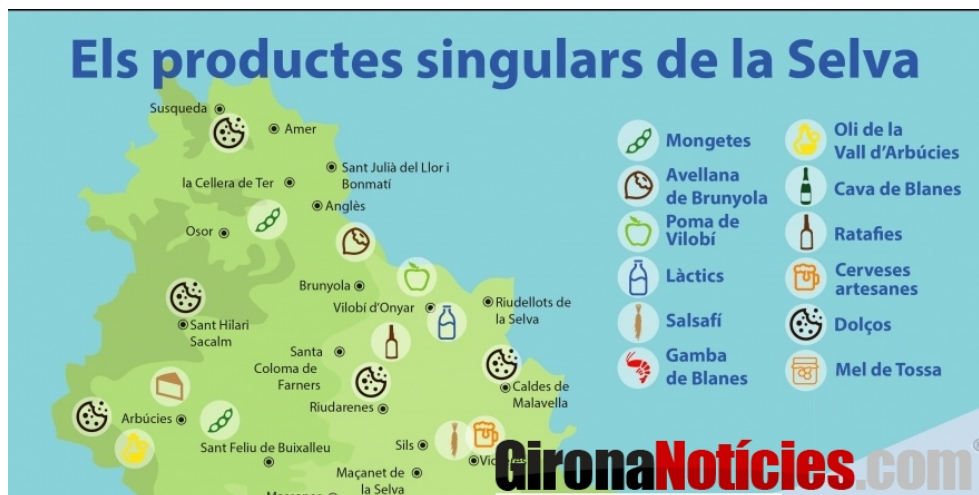 Els productes singulars de la Selva
Susqueda
Amer
Sant Julià del Llor i
Bonmatí
la Cellera de Ter
Anglès
Osor
Brunyola
Vilobí d'Onyar
Riudellots de
la Selva
Sant Hilari
Sacalm
Santa
Coloma de
Farners
Caldes de
Malavella
Riudarenes
Arbúcies
Sant Feliu de Buixalleu
Sils
Maçanet de
la Selva
Mongetes
Avellana
de Brunyola
Poma de
Vilobí
Làctics
Salsafí
Gamba
de Blanes
Oli de la
Vall d'Arbúcies
Cava de Blanes
Ratafies
Cerveses
artesanes
Dolços
Mel de Tossa
GironaNotícies.com